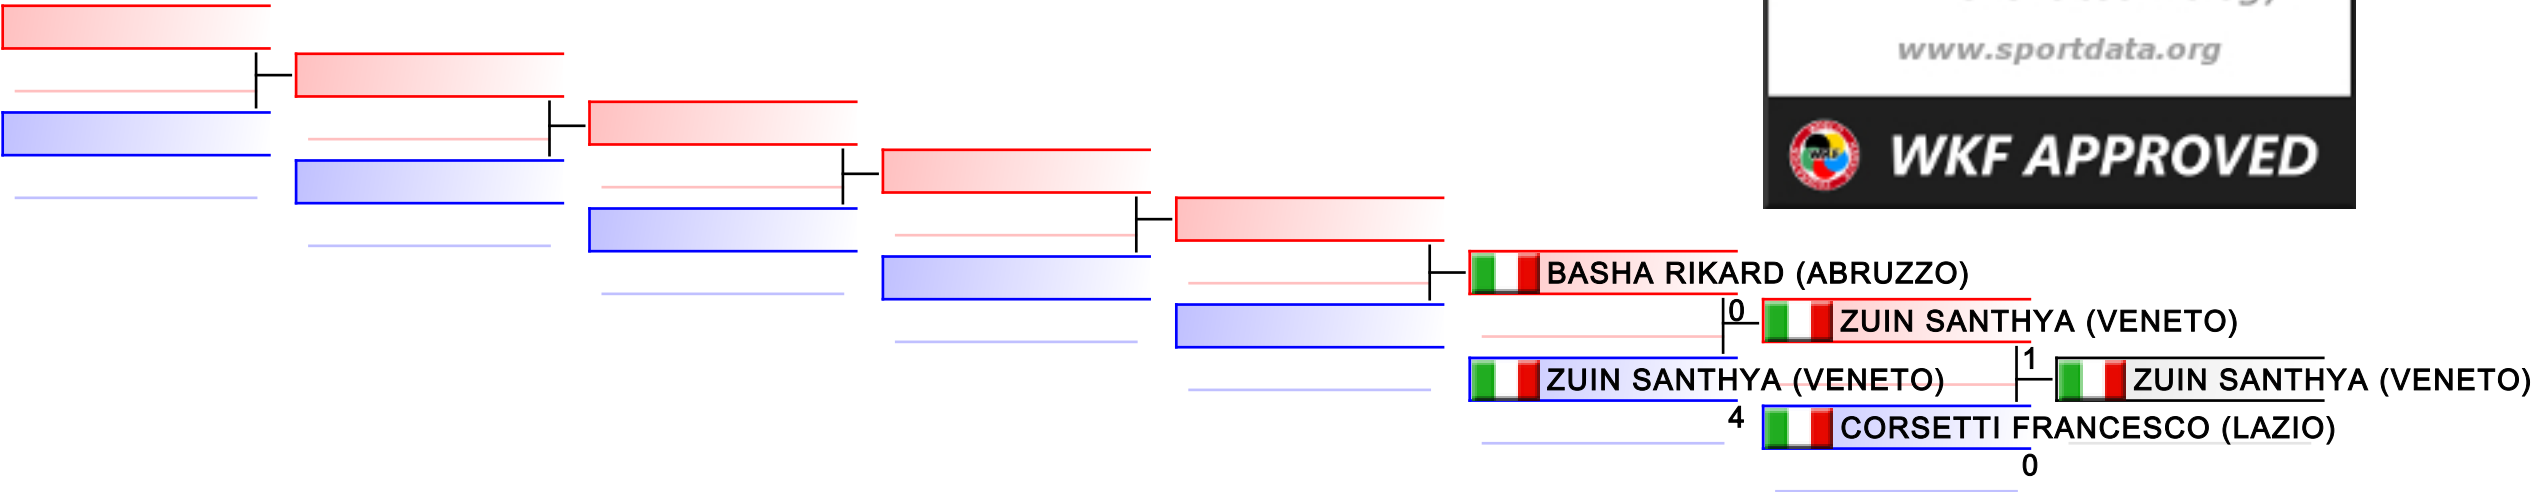 www.sportdata.org
WKF APPROVED
BASHA RIKARD (ABRUZZO)
0
ZUIN SANTHYA (VENETO)
4
ZUIN SANTHYA (VENETO)
1
CORSETTI FRANCESCO (LAZIO)
0
ZUIN SANTHYA (VENETO)